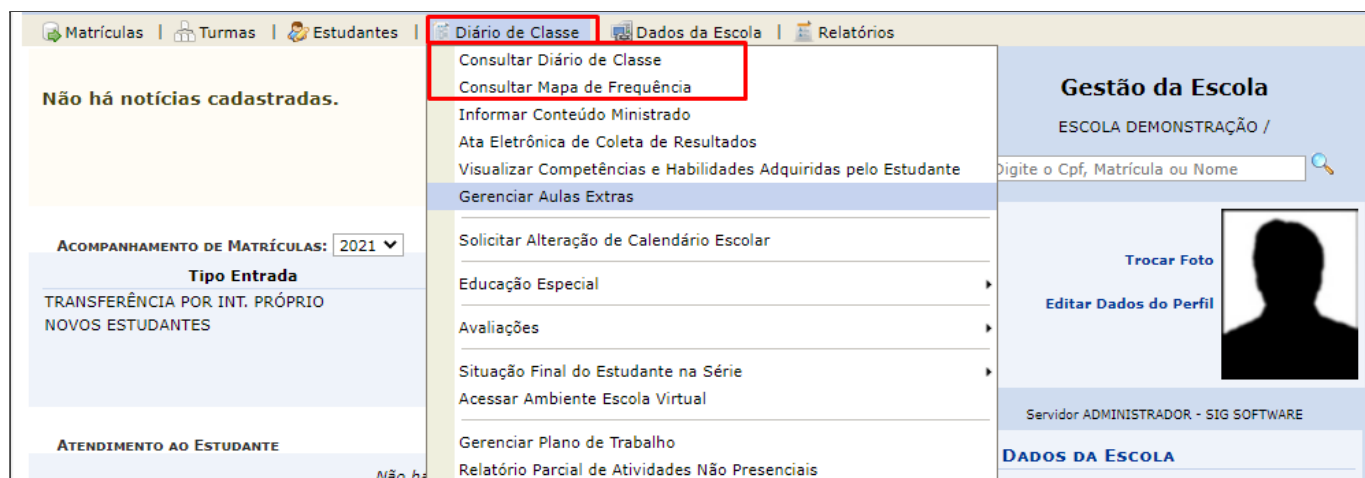 Matrículas | Turmas | Estudantes | Diário de Classe Dados da Escola | Relatórios
Não há notícias cadastradas.
ACOMPANHAMENTO DE MATRÍCULAS: 2021
Tipo Entrada
TRANSFERÊNCIA POR INT. PRÓPRIO
NOVOS ESTUDANTES
ATENDIMENTO AO ESTUDANTE
Não
Consultar Diário de Classe
Consultar Mapa de Frequência
Informar Conteúdo Ministrado
Ata Eletrônica de Coleta de Resultados
Visualizar Competências e Habilidades Adquiridas pelo Estudante
Gerenciar Aulas Extras
Solicitar Alteração de Calendário Escolar
Educação Especial
Avaliações
Situação Final do Estudante na Série
Acessar Ambiente Escola Virtual
Gerenciar Plano de Trabalho
Relatório Parcial de Atividades Não Presenciais
Gestão da Escola
ESCOLA DEMONSTRAÇÃO /
Digite o Cpf, Matrícula ou Nome
Trocar Foto
Editar Dados do Perfil
Servidor ADMINISTRADOR - SIG SOFTWARE
DADOS DA ESCOLA